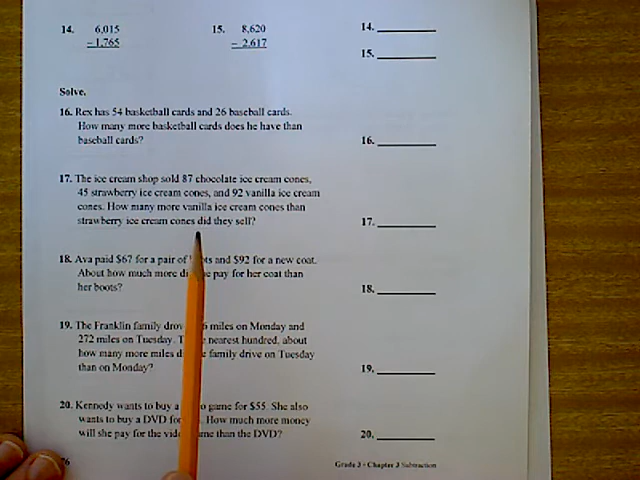 14. 6,015 15. 8,620 14.
– 1,765 – 2,617
15.
Solve.
16. Rex has 54 basketball cards and 26 baseball cards.
How many more basketball cards does he have than
baseball cards? 16.
17. The ice cream shop sold 87 chocolate ice cream cones,
45 strawberry ice cream cones, and 92 vanilla ice cream
cones. How many more vanilla ice cream cones than
strawberry ice cream cones did they sell? 17.
18. Ava paid $67 for a pair of and $92 for a new coat.
About how much more pay for her coat than
her boots? 18.
19. The Franklin family miles on Monday and
272 miles on Tuesday. nearest hundred, about
how many more miles family drive on Tuesday
than on Monday? 19.
20. Kennedy wants to buy a game for $55. She also
wants to buy a DVD How much more money
will she pay for the than the DVD? 20.
Grade 3 • Chapter 3 Subtraction